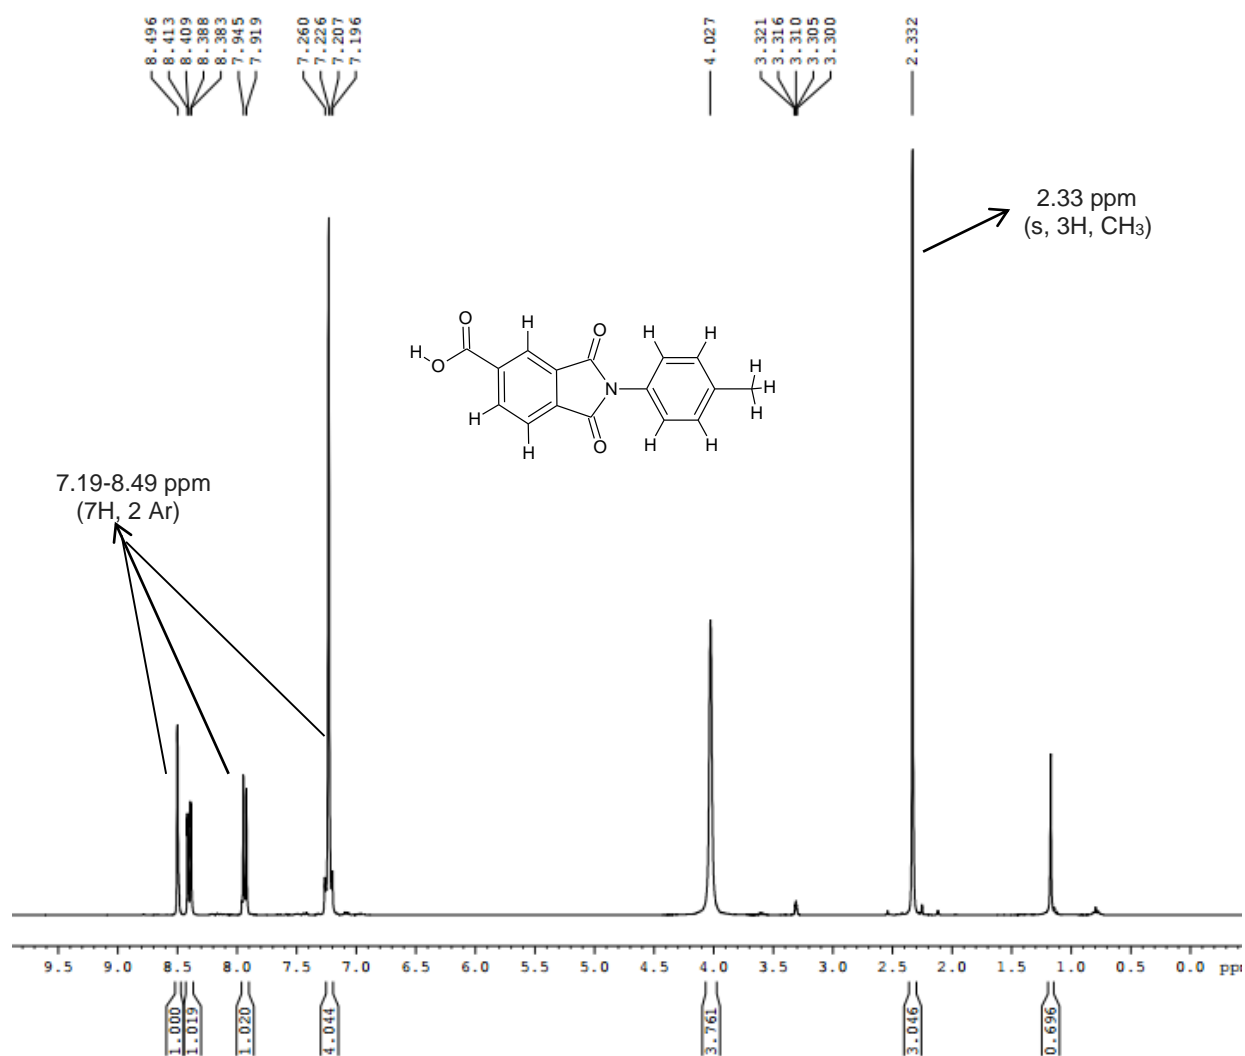 8.496
8.413
8.409
8.388
8.383
7.945
7.919
7.260
7.226
7.207
7.196
4.027
3.321
3.316
3.310
3.305
3.300
2.332
2.33 ppm
(s, 3H, CH₃)
O
H
O
H
H
H
O
N
O
H
H
H
H
H
H
H
7.19-8.49 ppm
(7H, 2 Ar)
9.5 9.0 8.5 8.0 7.5 7.0 6.5 6.0 5.5 5.0 4.5 4.0 3.5 3.0 2.5 2.0 1.5 1.0 0.5 0.0 ppm
1.000
1.019
1.020
4.044
3.761
3.046
0.696